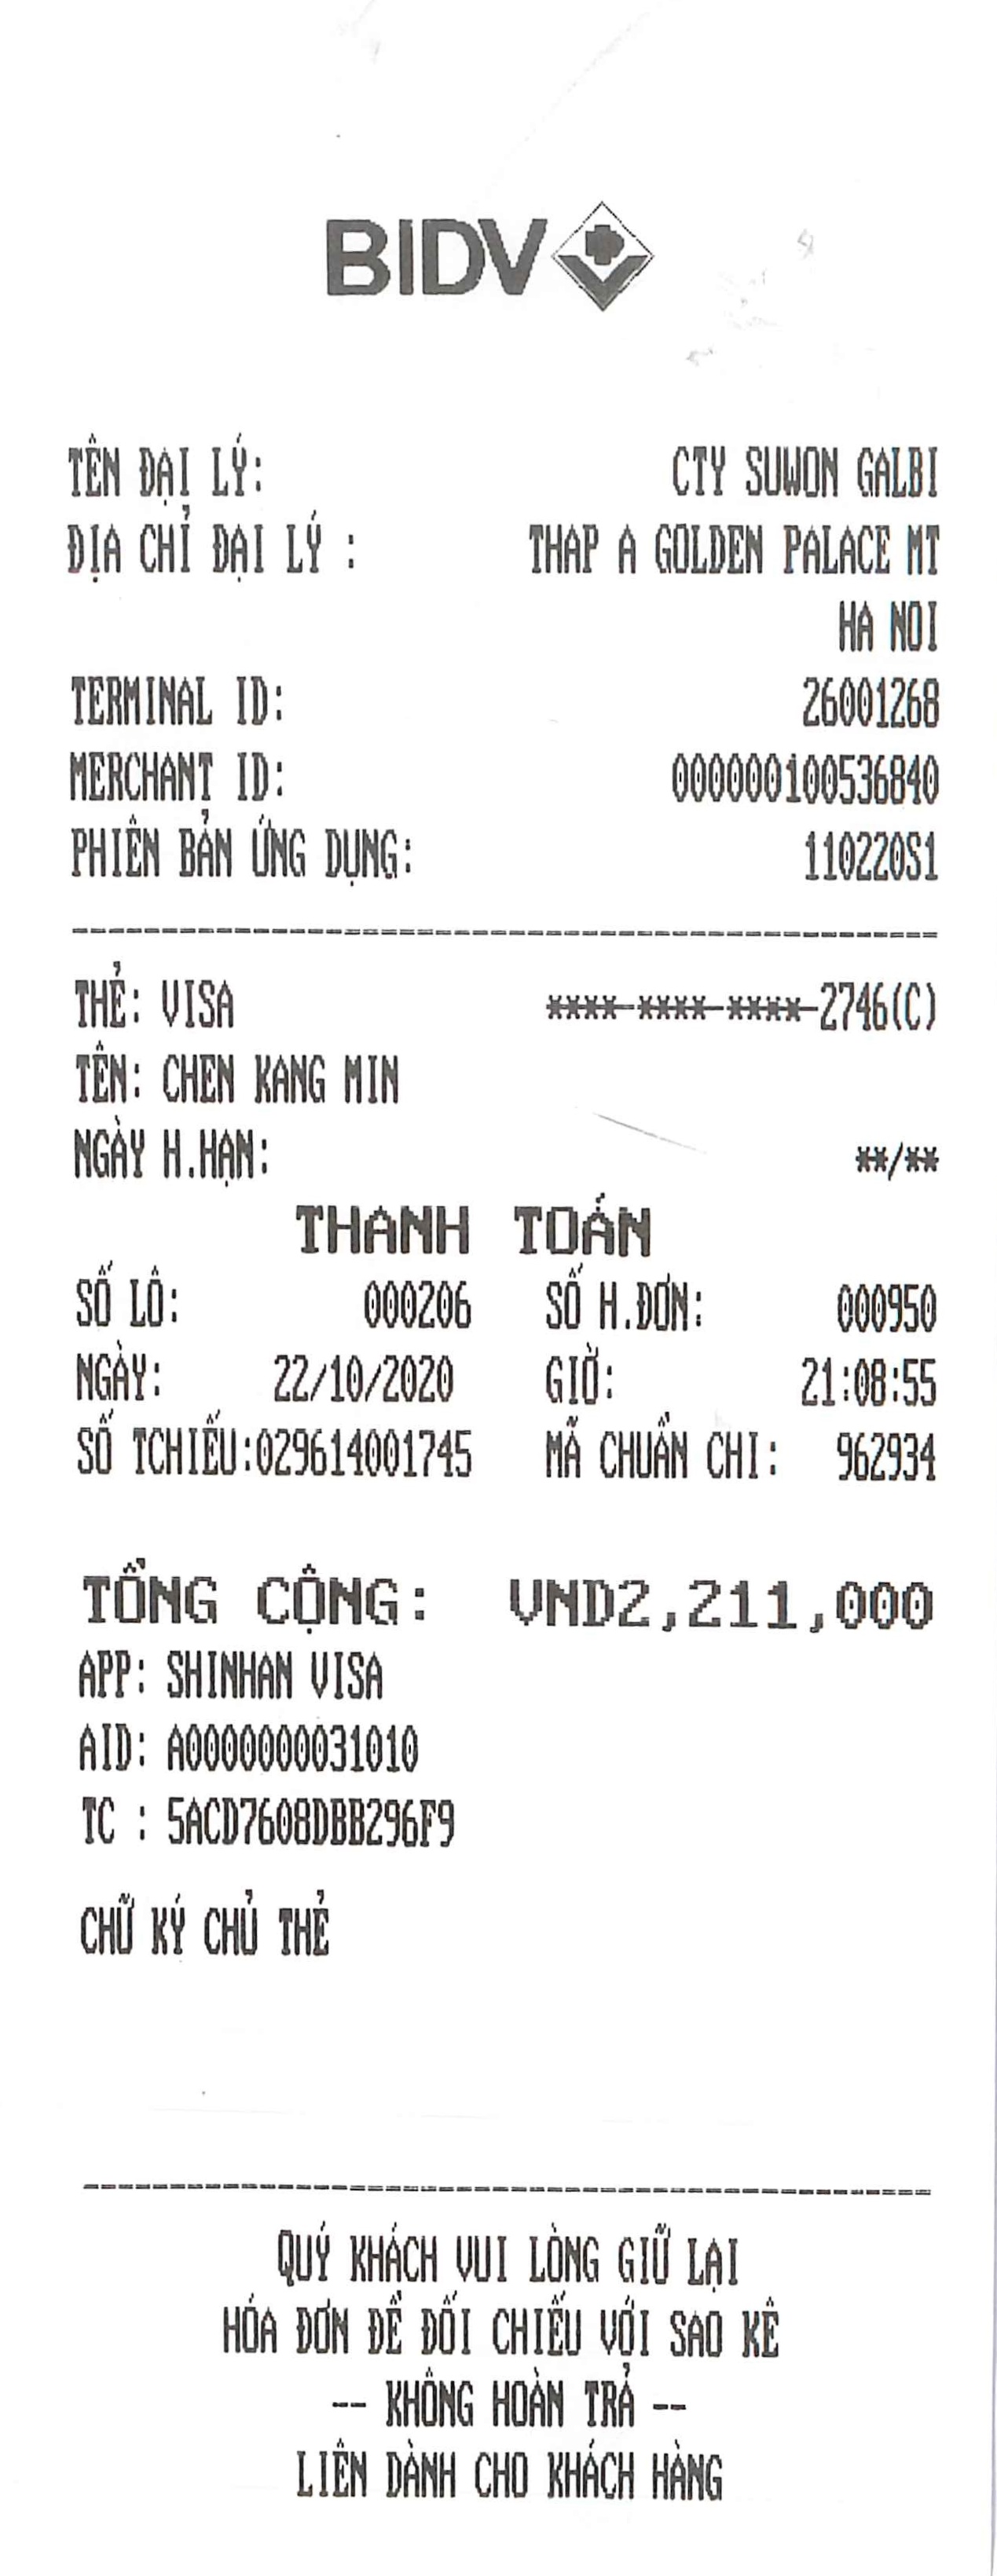 BIDV
TÊN ĐẠI LÝ: CTY SUWON GALBI
ĐỊA CHỈ ĐẠI LÝ : THAP A GOLDEN PALACE MT
HA NOI
TERMINAL ID: 26001268
MERCHANT ID: 000000100536840
PHIÊN BẢN ỨNG DỤNG: 110220S1
THẺ: VISA ****-****-****-2746(C)
TÊN: CHEN KANG MIN
NGÀY H.HẠN: **/**
THANH TOÁN
SỐ LÔ: 000206 SỐ H.ĐƠN: 000950
NGÀY: 22/10/2020 GIỜ: 21:08:55
SỐ TCHIẾU:029614001745 MÃ CHUẨN CHI: 962934
TỔNG CỘNG: VND2,211,000
APP: SHINHAN VISA
AID: A0000000031010
TC : 5ACD7608DBB296F9
CHỮ KÝ CHỦ THẺ
QUÝ KHÁCH VUI LÒNG GIỮ LẠI
HÓA ĐƠN ĐỂ ĐỐI CHIẾU VỚI SAO KÊ
-- KHÔNG HOÀN TRẢ --
LIÊN DÀNH CHO KHÁCH HÀNG